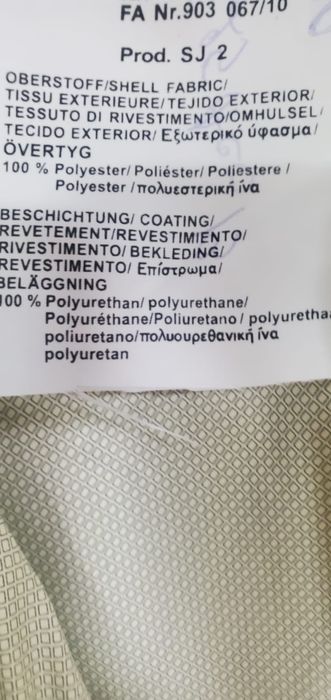 FA Nr.903 067/10
Prod. SJ 2
OBERSTOFF/SHELL FABRIC/
TISSU EXTERIEURE/TEJIDO EXTERIOR/
TESSUTO DI RIVESTIMENTO/OMHULSEL/
TECIDO EXTERIOR/ Εξωτερικό ύφασμα/
ÖVERTYG
100 % Polyester/ Poliéster/ Poliestere /
Polyester /πολυεστερική ίνα
BESCHICHTUNG/ COATING/
REVETEMENT/REVESTIMIENTO/
RIVESTIMENTO/ BEKLEDING/
REVESTIMENTO/ Επίστρωμα/
BELÄGGNING
100 % Polyurethan/ polyurethane/
Polyuréthane/Poliuretano / polyuretha
poliuretano/πολυουρεθανική ίνα
polyuretan